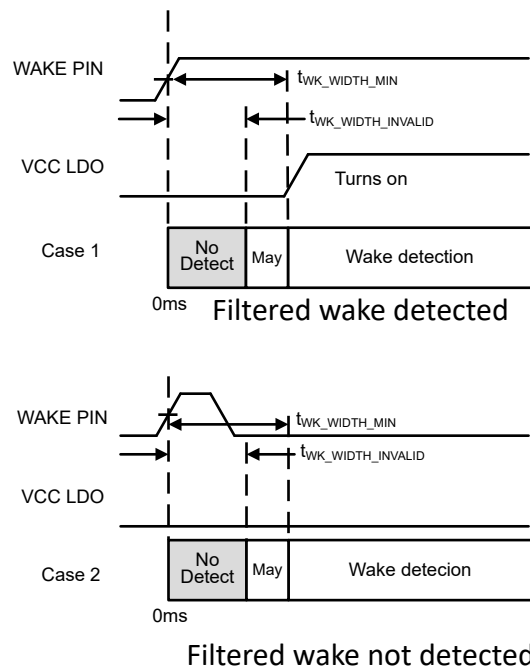 WAKE PIN
tWK_WIDTH_MIN
tWK_WIDTH_INVALID
VCC LDO
Turns on
Case 1
No
Detect
May
Wake detection
0ms
Filtered wake detected
WAKE PIN
tWK_WIDTH_MIN
tWK_WIDTH_INVALID
VCC LDO
Case 2
No
Detect
May
Wake detecion
0ms
Filtered wake not detected